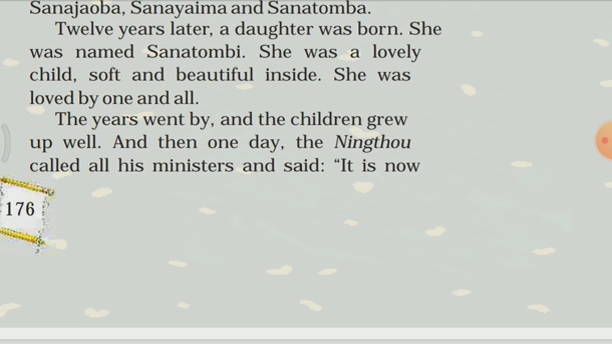 Sanajaoba, Sanayaima and Sanatomba.
Twelve years later, a daughter was born. She
was named Sanatombi. She was a lovely
child, soft and beautiful inside. She was
loved by one and all.
The years went by, and the children grew
up well. And then one day, the Ningthou
called all his ministers and said: “It is now
176